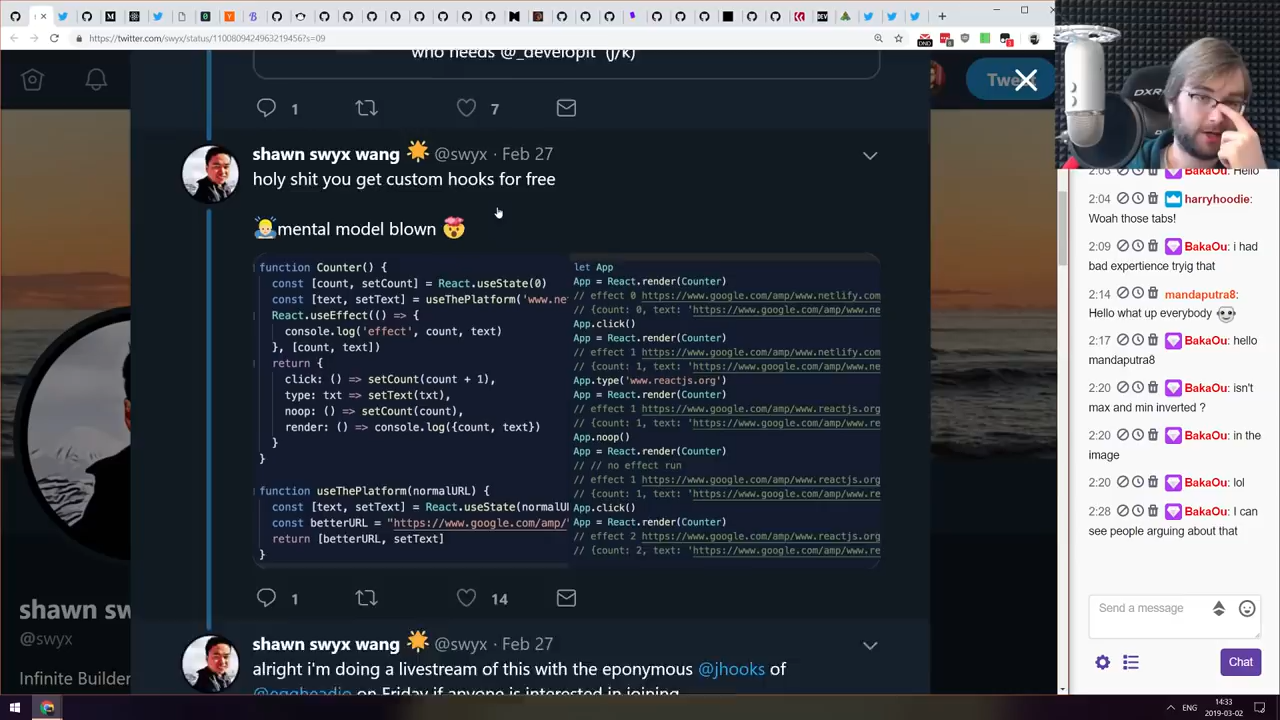 https://twitter.com/swyx/status/1100809424963219456?s=09
who needs @_developit (j/k)
Tweet
1
7
shawn swyx wang @swyx · Feb 27
holy shit you get custom hooks for free
mental model blown
function Counter() {
const [count, setCount] = React.useState(0)
const [text, setText] = useThePlatform('www.net
React.useEffect(() => {
console.log('effect', count, text)
}, [count, text])
return {
click: () => setCount(count + 1),
type: txt => setText(txt),
noop: () => setCount(count),
render: () => console.log({count, text})
}
}
function useThePlatform(normalURL) {
const [text, setText] = React.useState(normalU
const betterURL = "https://www.google.com/amp/
return [betterURL, setText]
}
let App
App = React.render(Counter)
// effect 0 https://www.google.com/amp/www.netlify.com
// {count: 0, text: 'https://www.google.com/amp/www.ne
App.click()
App = React.render(Counter)
// effect 1 https://www.google.com/amp/www.netlify.com
// {count: 1, text: 'https://www.google.com/amp/www.ne
App.type('www.reactjs.org')
App = React.render(Counter)
// effect 1 https://www.google.com/amp/www.reactjs.org
// {count: 1, text: 'https://www.google.com/amp/www.re
App.noop()
App = React.render(Counter)
// // no effect run
// effect 1 https://www.google.com/amp/www.reactjs.org
// {count: 1, text: 'https://www.google.com/amp/www.re
App.click()
App = React.render(Counter)
// effect 2 https://www.google.com/amp/www.reactjs.org
// {count: 2, text: 'https://www.google.com/amp/www.re
1
14
shawn swyx wang @swyx · Feb 27
alright i'm doing a livestream of this with the eponymous @jhooks of
@eggheadio on Friday if anyone is interested in joining
shawn sw
@swyx
Infinite Builder
DXR
2:03 BakaOu: Hello
2:04 harryhoodie:
Woah those tabs!
2:09 BakaOu: i had
bad expertience tryig that
2:14 mandaputra8:
Hello what up everybody
2:17 BakaOu: hello
mandaputra8
2:20 BakaOu: isn't
max and min inverted ?
2:20 BakaOu: in the
image
2:20 BakaOu: lol
2:28 BakaOu: I can
see people arguing about that
Send a message
Chat
ENG
14:33
2019-03-02